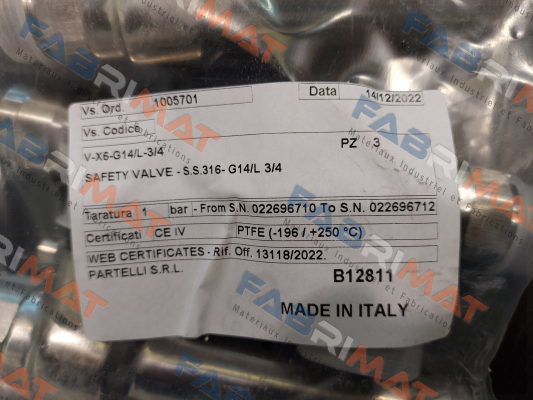 Vs. Ord. 1005701 Data 14/12/2022
Vs. Codice
V-X6-G14/L-3/4 PZ 3
SAFETY VALVE - S.S.316- G14/L 3/4
Taratura 1 bar - From S.N. 022696710 To S.N. 022696712
Certificati CE IV PTFE (-196 / +250 °C)
WEB CERTIFICATES - Rif. Off. 13118/2022.
PARTELLI S.R.L. B12811
MADE IN ITALY
FABRIMAT
Materiaux Industriels et Fabrications